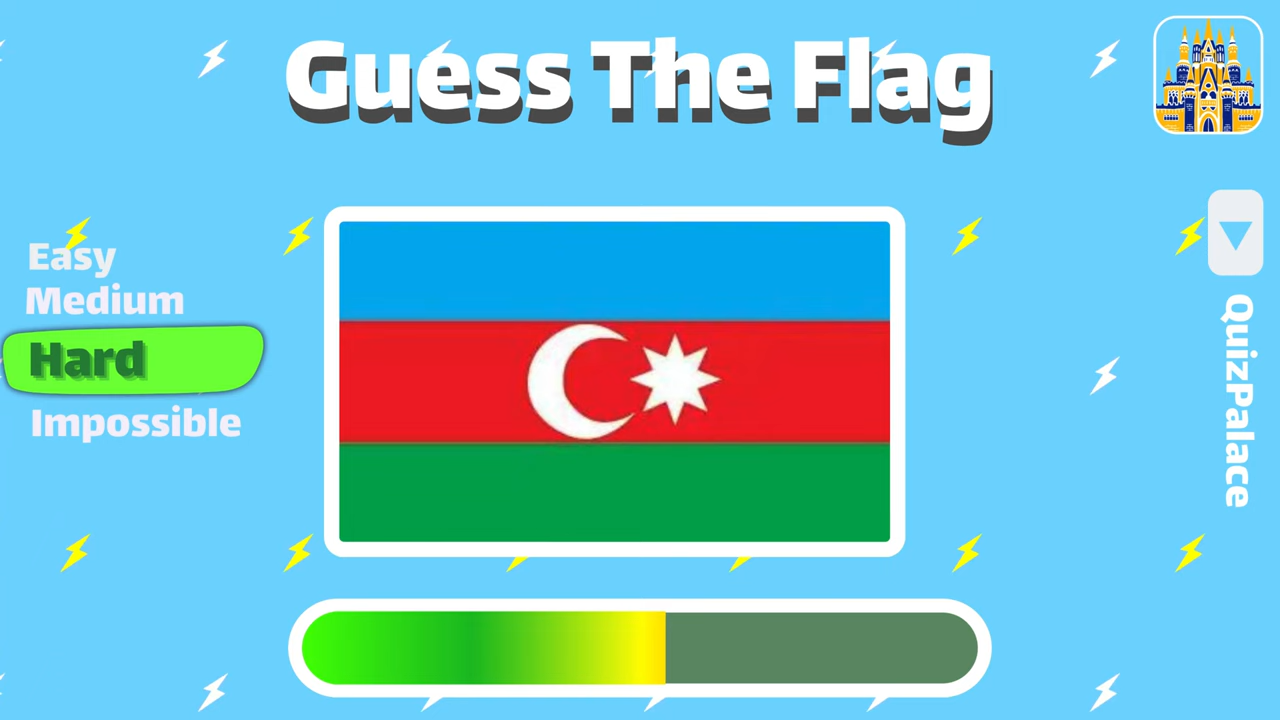 Guess The Flag
Easy
Medium
Hard
Impossible
QuizPalace